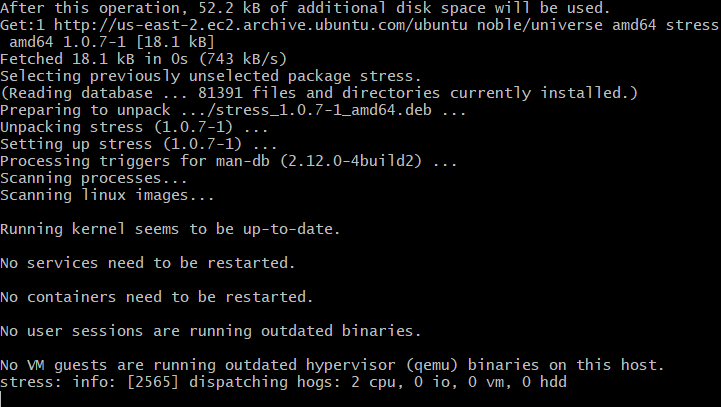 After this operation, 52.2 kB of additional disk space will be used.
Get:1 http://us-east-2.ec2.archive.ubuntu.com/ubuntu noble/universe amd64 stress
 amd64 1.0.7-1 [18.1 kB]
Fetched 18.1 kB in 0s (743 kB/s)
Selecting previously unselected package stress.
(Reading database ... 81391 files and directories currently installed.)
Preparing to unpack .../stress_1.0.7-1_amd64.deb ...
Unpacking stress (1.0.7-1) ...
Setting up stress (1.0.7-1) ...
Processing triggers for man-db (2.12.0-4build2) ...
Scanning processes...
Scanning linux images...

Running kernel seems to be up-to-date.

No services need to be restarted.

No containers need to be restarted.

No user sessions are running outdated binaries.

No VM guests are running outdated hypervisor (qemu) binaries on this host.
stress: info: [2565] dispatching hogs: 2 cpu, 0 io, 0 vm, 0 hdd